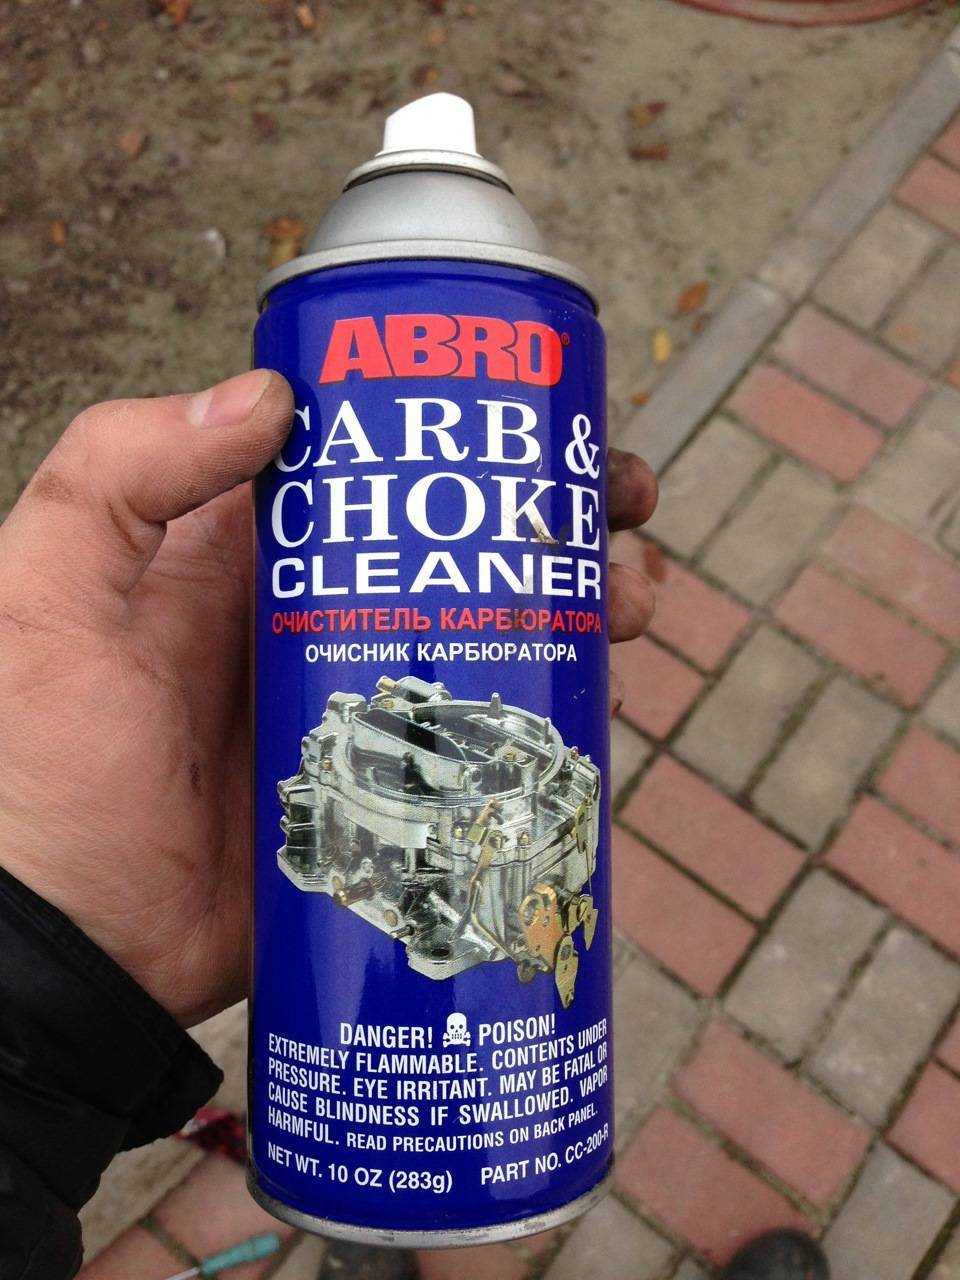 ABRO®
CARB &
CHOKE
CLEANER
ОЧИСТИТЕЛЬ КАРБЮРАТОРА
ОЧИСНИК КАРБЮРАТОРА
DANGER! POISON!
EXTREMELY FLAMMABLE. CONTENTS UNDER
PRESSURE. EYE IRRITANT. MAY BE FATAL OR
CAUSE BLINDNESS IF SWALLOWED. VAPOR
HARMFUL. READ PRECAUTIONS ON BACK PANEL.
NET WT. 10 OZ (283g) PART NO. CC-200-R